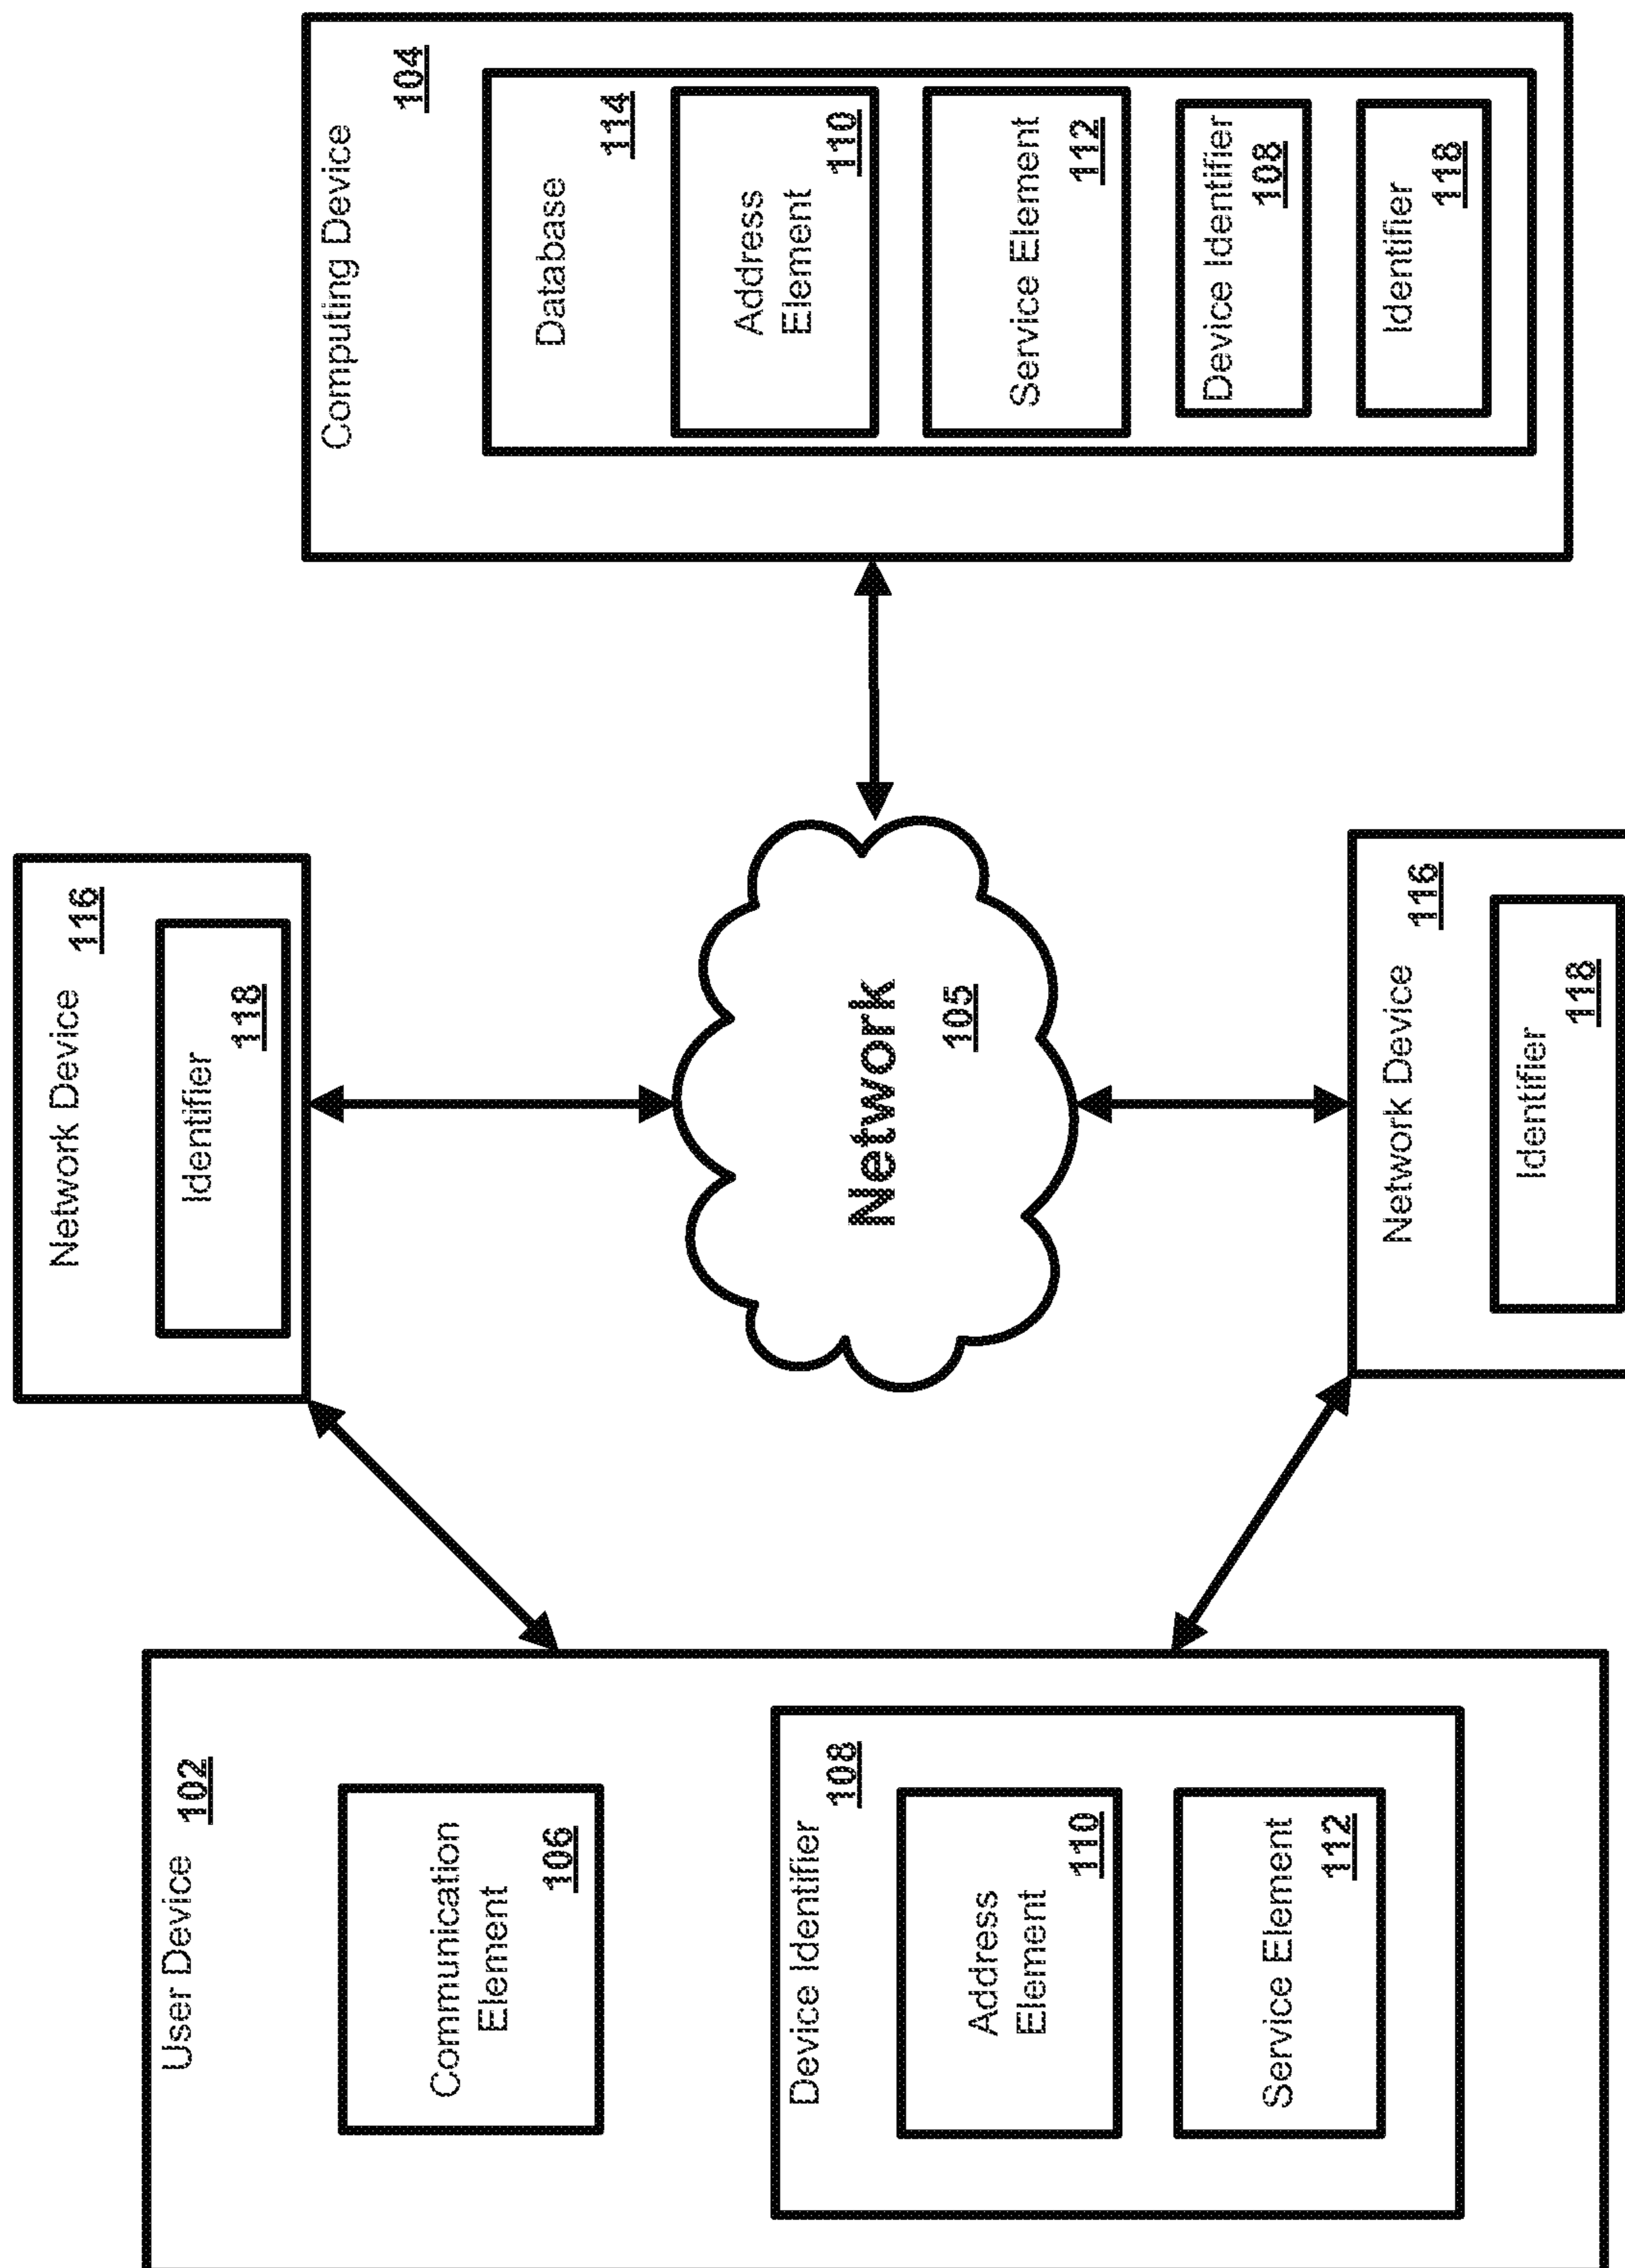 User Device
102
Communication
Element
106
Device Identifier
108
Address
Element
110
Service Element
112
Network Device
116
Identifier
118
Network
105
Network Device
116
Identifier
118
Computing Device
104
Database
114
Address
Element
110
Service Element
112
Device Identifier
108
Identifier
118